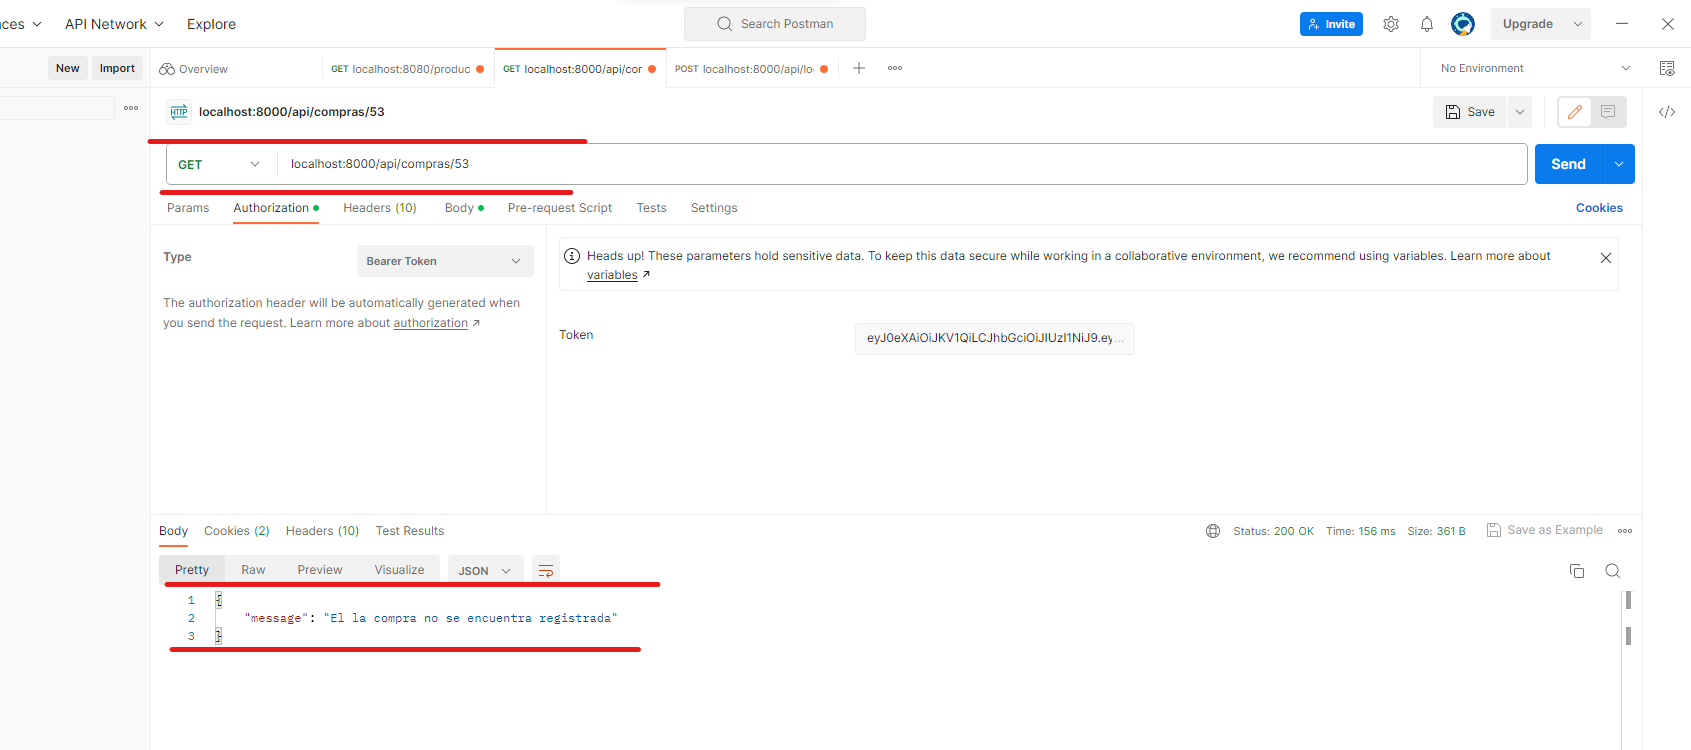 ces API Network Explore Search Postman Invite Upgrade
New Import Overview GET localhost:8080/produc GET localhost:8000/api/cor POST localhost:8000/api/lo No Environment
HTTP localhost:8000/api/compras/53 Save
GET localhost:8000/api/compras/53 Send
Params Authorization Headers (10) Body Pre-request Script Tests Settings Cookies
Type Bearer Token
The authorization header will be automatically generated when
you send the request. Learn more about authorization ↗
Heads up! These parameters hold sensitive data. To keep this data secure while working in a collaborative environment, we recommend using variables. Learn more about
variables ↗
Token eyJ0eXAiOiJKV1QiLCJhbGciOiJIUzI1NiJ9.ey...
Body Cookies (2) Headers (10) Test Results Status: 200 OK Time: 156 ms Size: 361 B Save as Example
Pretty Raw Preview Visualize JSON
1 {
2 "message": "El la compra no se encuentra registrada"
3 }